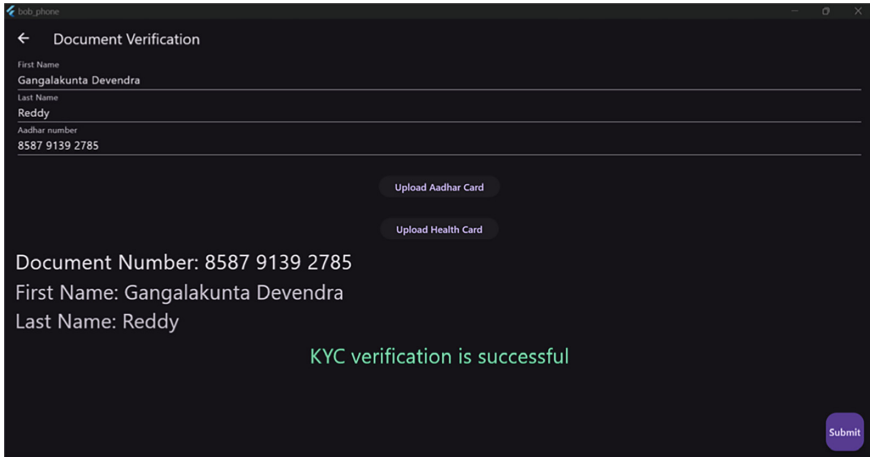 bob_phone
Document Verification
First Name
Gangalakunta Devendra
Last Name
Reddy
Aadhar number
8587 9139 2785
Upload Aadhar Card
Upload Health Card
Document Number: 8587 9139 2785
First Name: Gangalakunta Devendra
Last Name: Reddy
KYC verification is successful
Submit